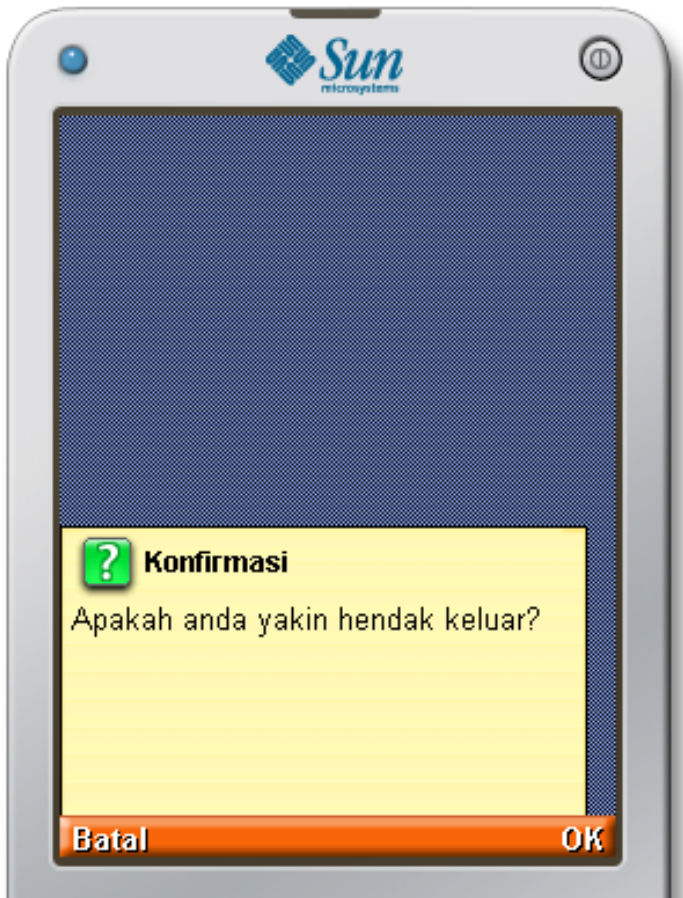 Sun
microsystems
Konfirmasi
Apakah anda yakin hendak keluar?
Batal OK